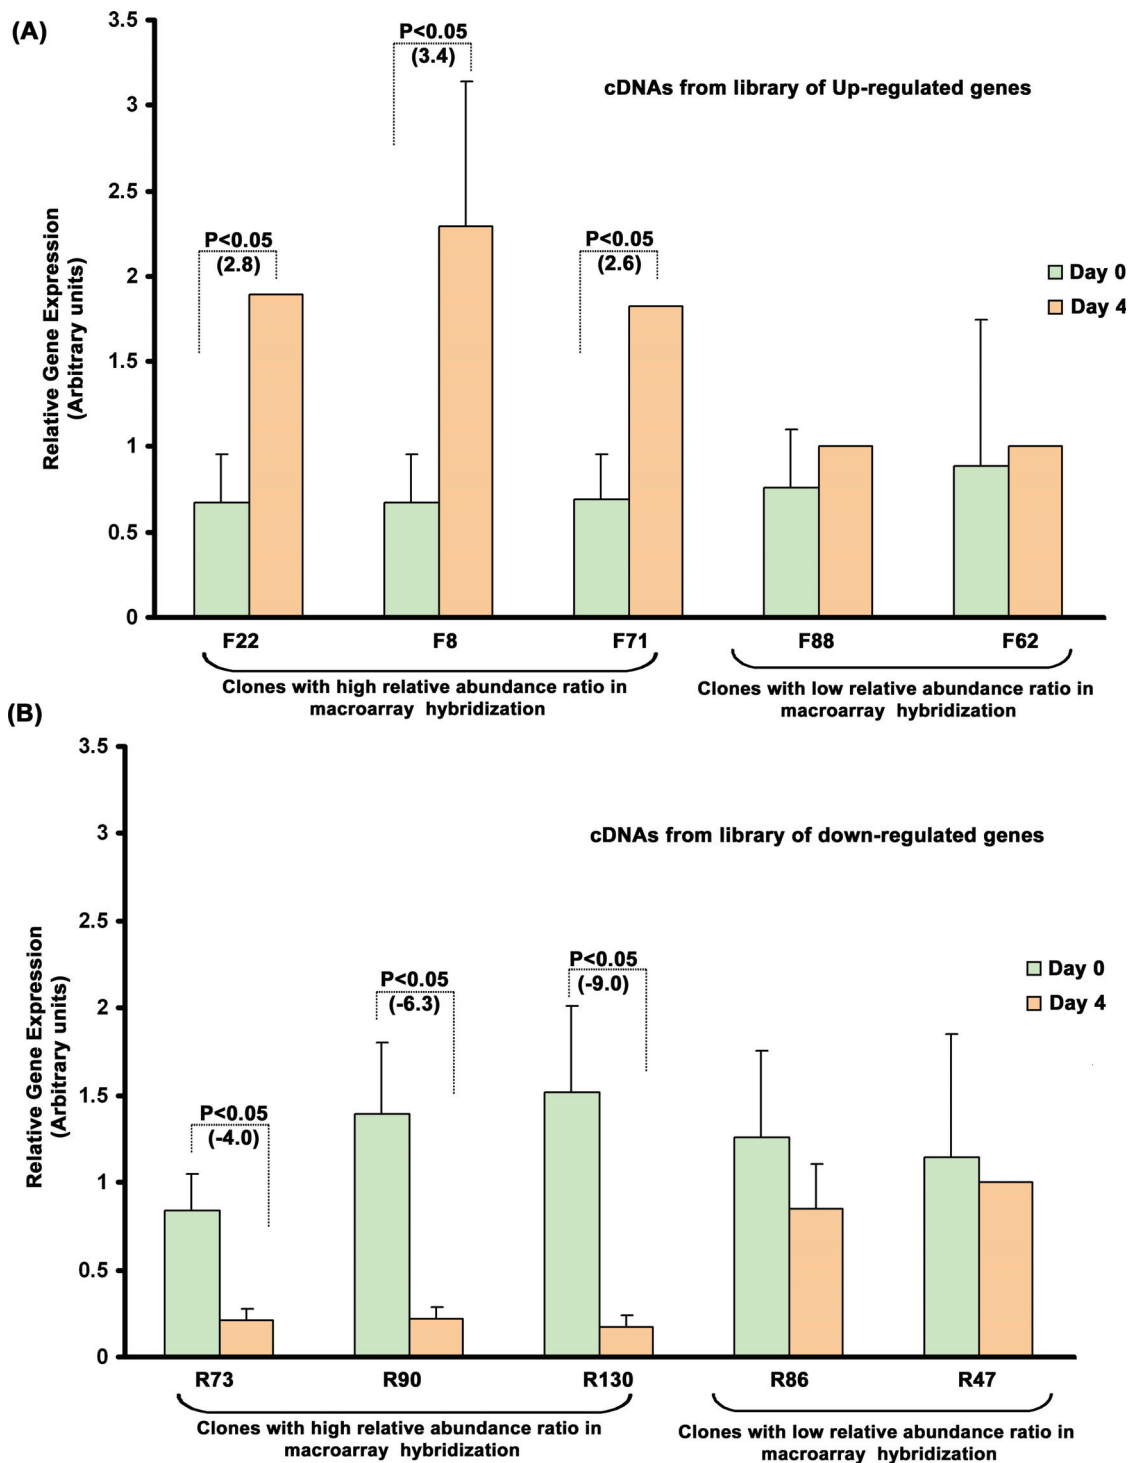 (A)
3.5
3
2.5
2
1.5
1
0.5
0
Relative Gene Expression
(Arbitrary units)
cDNAs from library of Up-regulated genes
P<0.05
(2.8)
P<0.05
(3.4)
P<0.05
(2.6)
Day 0
Day 4
F22
F8
F71
F88
F62
Clones with high relative abundance ratio in
macroarray hybridization
Clones with low relative abundance ratio in
macroarray hybridization
(B)
3.5
3
2.5
2
1.5
1
0.5
0
Relative Gene Expression
(Arbitrary units)
cDNAs from library of down-regulated genes
P<0.05
(-4.0)
P<0.05
(-6.3)
P<0.05
(-9.0)
Day 0
Day 4
R73
R90
R130
R86
R47
Clones with high relative abundance ratio in
macroarray hybridization
Clones with low relative abundance ratio in
macroarray hybridization